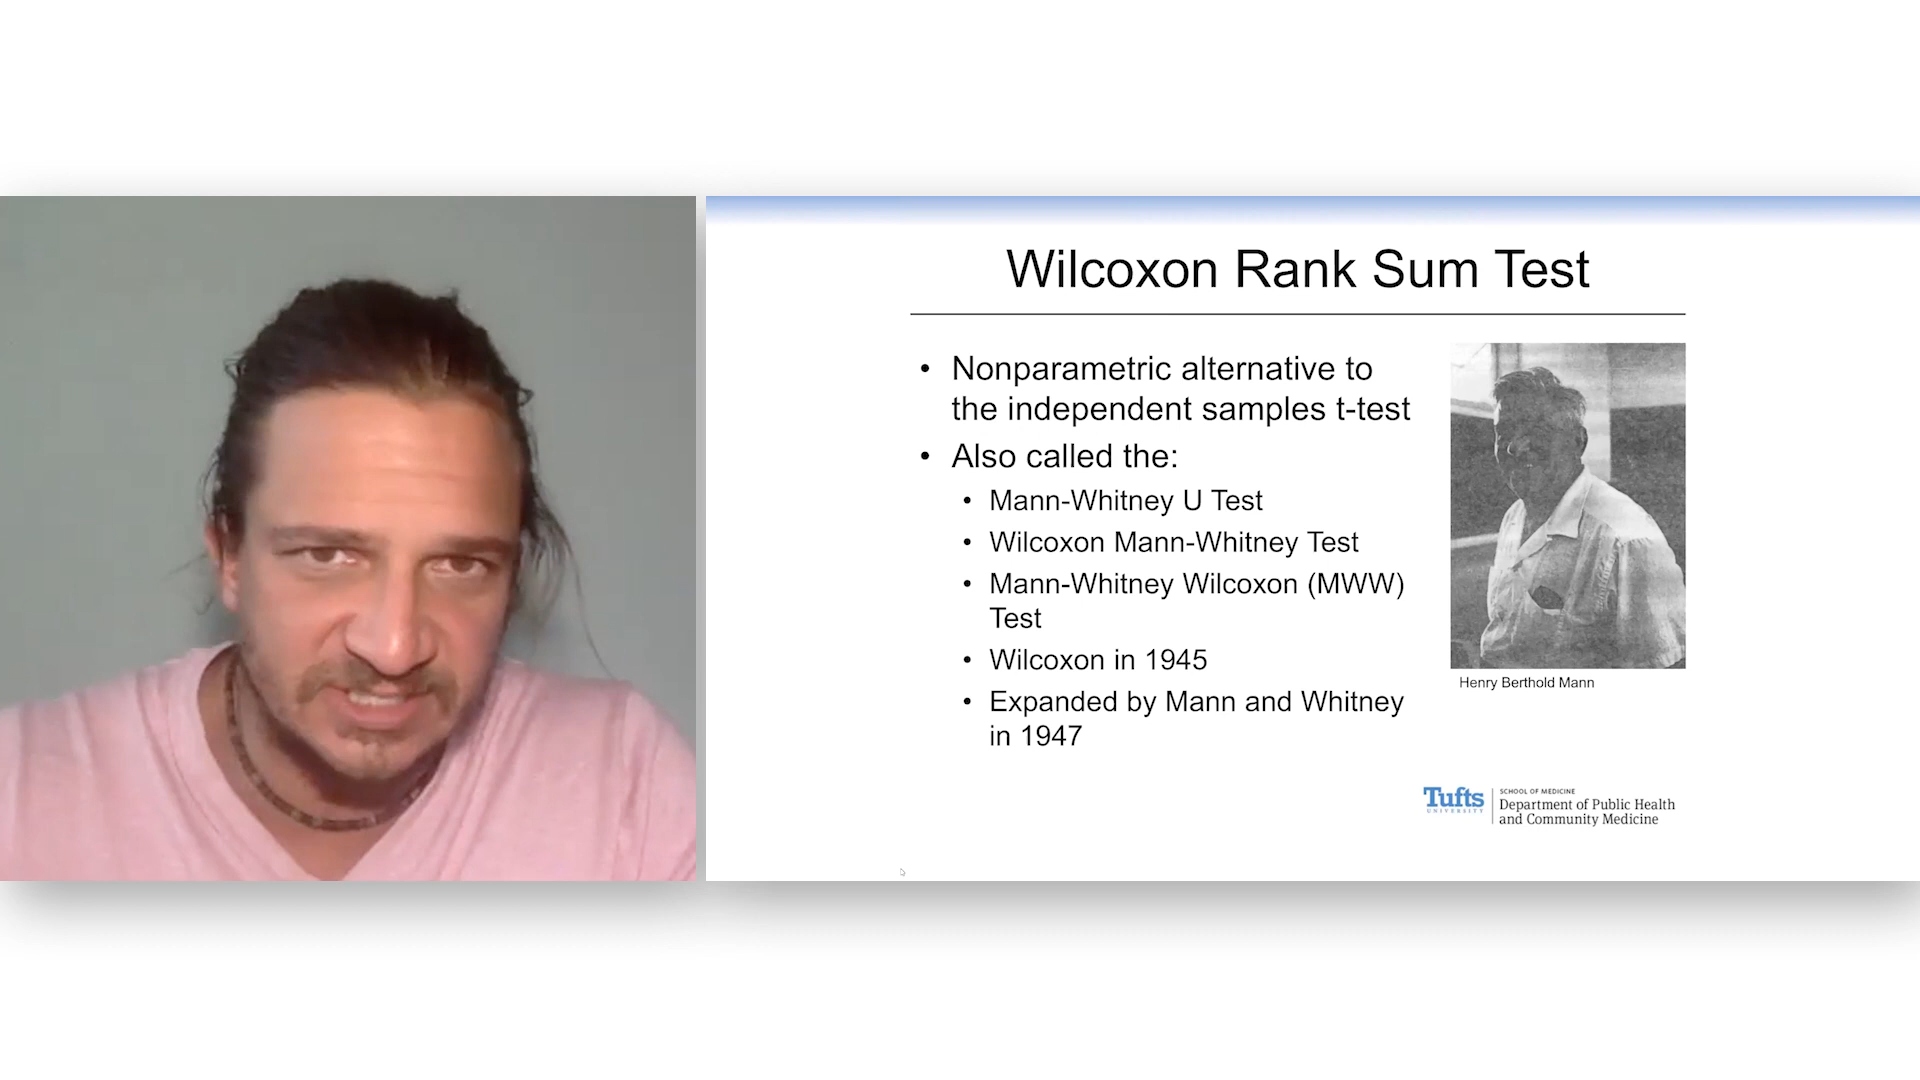 Wilcoxon Rank Sum Test
• Nonparametric alternative to
the independent samples t-test
• Also called the:
• Mann-Whitney U Test
• Wilcoxon Mann-Whitney Test
• Mann-Whitney Wilcoxon (MWW)
Test
• Wilcoxon in 1945
• Expanded by Mann and Whitney
in 1947
Henry Berthold Mann
Tufts
UNIVERSITY
SCHOOL OF MEDICINE
Department of Public Health
and Community Medicine